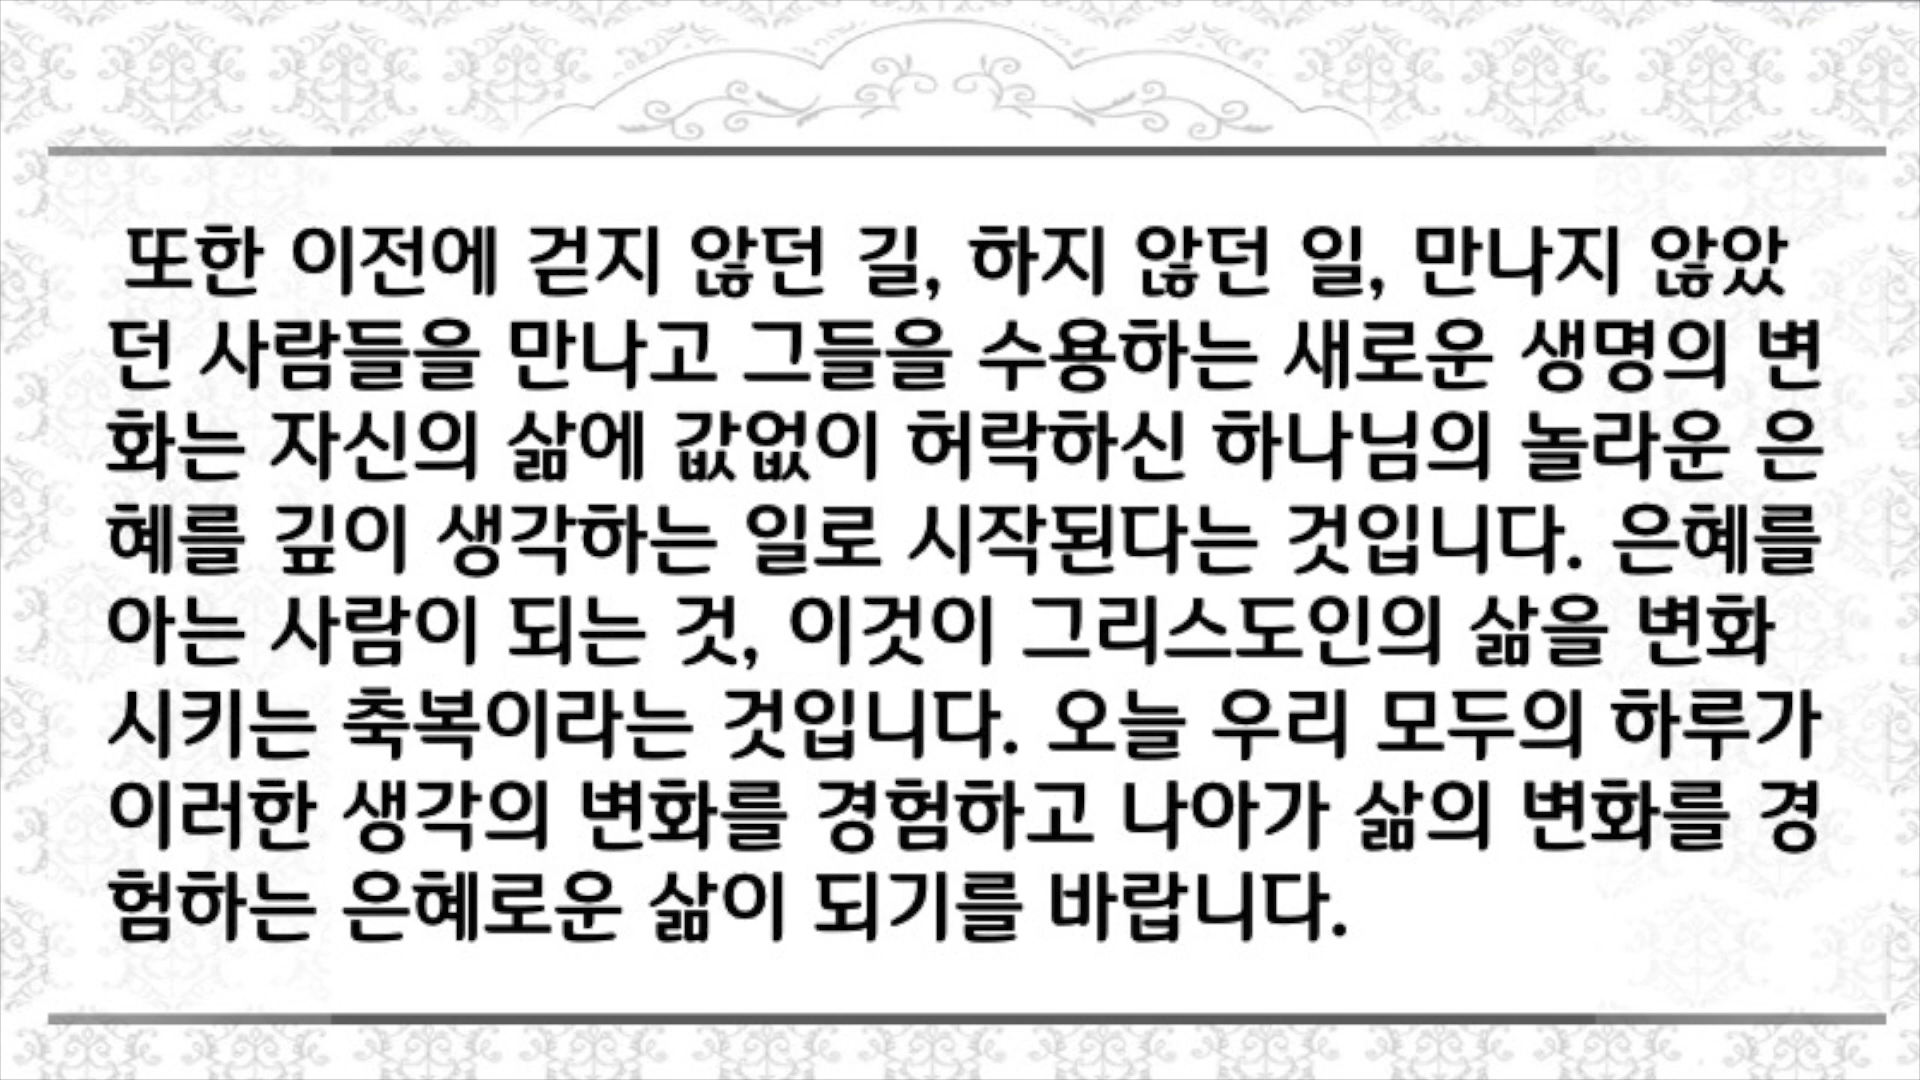 또한 이전에 걷지 않던 길, 하지 않던 일, 만나지 않았
던 사람들을 만나고 그들을 수용하는 새로운 생명의 변
화는 자신의 삶에 값없이 허락하신 하나님의 놀라운 은
혜를 깊이 생각하는 일로 시작된다는 것입니다. 은혜를
아는 사람이 되는 것, 이것이 그리스도인의 삶을 변화
시키는 축복이라는 것입니다. 오늘 우리 모두의 하루가
이러한 생각의 변화를 경험하고 나아가 삶의 변화를 경
험하는 은혜로운 삶이 되기를 바랍니다.